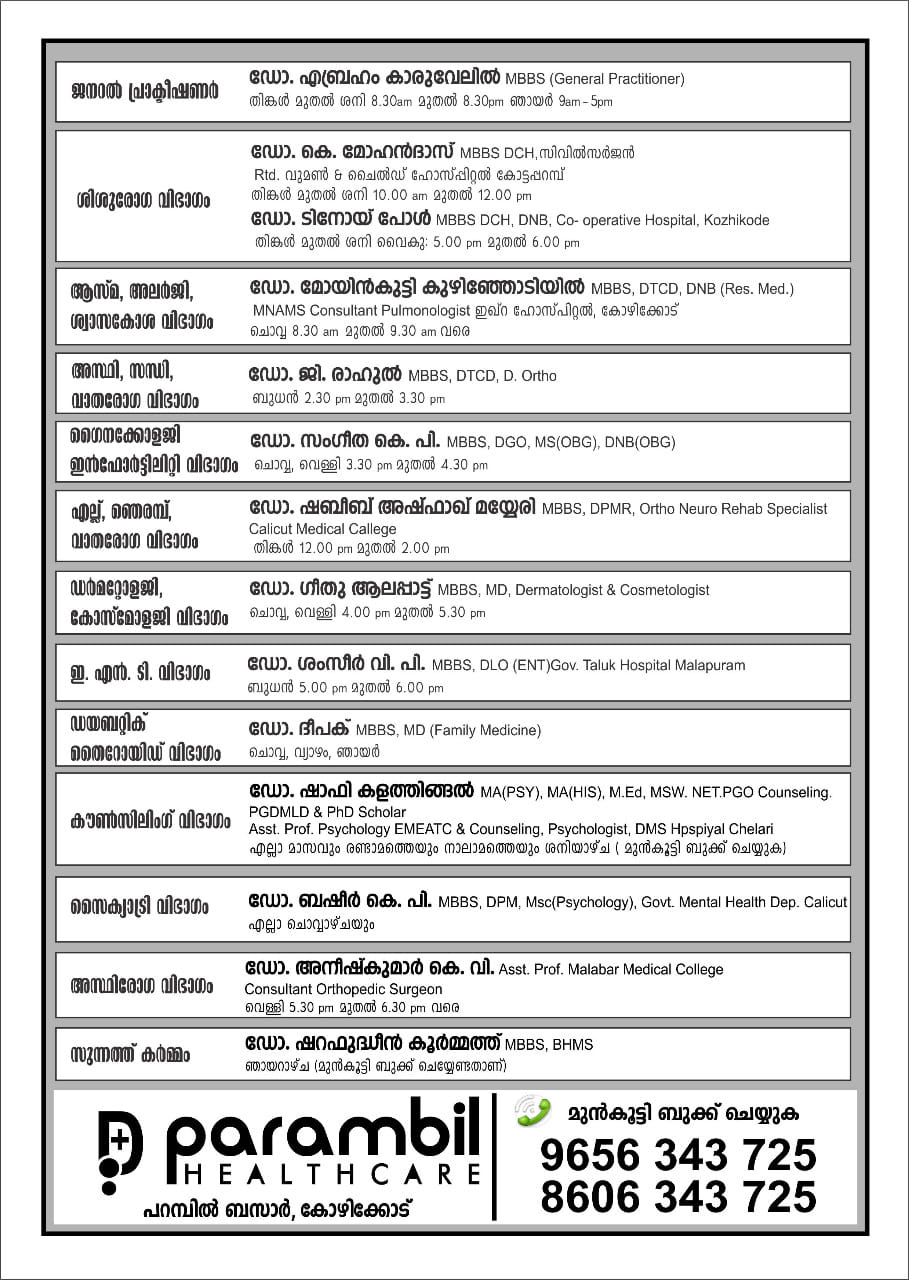 ജനറൽ പ്രാക്ടീഷണർ
ഡോ. എബ്രഹം കാരുവേലിൽ MBBS (General Practitioner)
തിങ്കൾ മുതൽ ശനി 8.30am മുതൽ 8.30pm ഞായർ 9am – 5pm
ശിശുരോഗ വിഭാഗം
ഡോ. കെ. മോഹൻദാസ് MBBS DCH,സിവിൽസർജൻ
Rtd. വുമൺ & ചൈൽഡ് ഹോസ്പ്പിറ്റൽ കോട്ടപ്പറമ്പ്
തിങ്കൾ മുതൽ ശനി 10.00 am മുതൽ 12.00 pm
ഡോ. ടിനോയ് പോൾ MBBS DCH, DNB, Co- operative Hospital, Kozhikode
തിങ്കൾ മുതൽ ശനി വൈകു: 5.00 pm മുതൽ 6.00 pm
ആസ്മ, അലർജി,
ശ്വാസകോശ വിഭാഗം
ഡോ. മോയിൻകുട്ടി കുഴിഞ്ഞോടിയിൽ MBBS, DTCD, DNB (Res. Med.)
MNAMS Consultant Pulmonologist ഇഖ്റ ഹോസ്പിറ്റൽ, കോഴിക്കോട്
ചൊവ്വ 8.30 am മുതൽ 9.30 am വരെ
അസ്ഥി, സന്ധി,
വാതരോഗ വിഭാഗം
ഡോ. ജി. രാഹുൽ MBBS, DTCD, D. Ortho
ബുധൻ 2.30 pm മുതൽ 3.30 pm
ഗൈനക്കോളജി
ഇൻഫോർട്ടിലിറ്റി വിഭാഗം
ഡോ. സംഗീത കെ. പി. MBBS, DGO, MS(OBG), DNB(OBG)
ചൊവ്വ, വെള്ളി 3.30 pm മുതൽ 4.30 pm
എല്ല്, ഞെരമ്പ്,
വാതരോഗ വിഭാഗം
ഡോ. ഷബീബ് അഷ്ഫാഖ് മയ്യേരി MBBS, DPMR, Ortho Neuro Rehab Specialist
Calicut Medical Callege
തിങ്കൾ 12.00 pm മുതൽ 2.00 pm
ഡർമറ്റോളജി,
കോസ്മോളജി വിഭാഗം
ഡോ. ഗീതു ആലപ്പാട്ട് MBBS, MD, Dermatologist & Cosmetologist
ചൊവ്വ, വെള്ളി 4.00 pm മുതൽ 5.30 pm
ഇ. എൻ. ടി. വിഭാഗം
ഡോ. ശംസീർ വി. പി. MBBS, DLO (ENT)Gov. Taluk Hospital Malapuram
ബുധൻ 5.00 pm മുതൽ 6.00 pm
ഡയബറ്റിക്
തൈറോയിഡ് വിഭാഗം
ഡോ. ദീപക് MBBS, MD (Family Medicine)
ചൊവ്വ, വ്യാഴം, ഞായർ
കൗൺസിലിംഗ് വിഭാഗം
ഡോ. ഷാഫി കളത്തിങ്ങൽ MA(PSY), MA(HIS), M.Ed, MSW. NET.PGO Counseling.
PGDMLD & PhD Scholar
Asst. Prof. Psychology EMEATC & Counseling, Psychologist, DMS Hpspiyal Chelari
എല്ലാ മാസവും രണ്ടാമത്തെയും നാലാമത്തെയും ശനിയാഴ്ച ( മുൻകൂട്ടി ബുക്ക് ചെയ്യുക)
സൈക്യാട്രി വിഭാഗം
ഡോ. ബഷീർ കെ. പി. MBBS, DPM, Msc(Psychology), Govt. Mental Health Dep. Calicut
എല്ലാ ചൊവ്വാഴ്ചയും
അസ്ഥിരോഗ വിഭാഗം
ഡോ. അനീഷ്കുമാർ കെ. വി. Asst. Prof. Malabar Medical College
Consultant Orthopedic Surgeon
വെള്ളി 5.30 pm മുതൽ 6.30 pm വരെ
സുന്നത്ത് കർമ്മം
ഡോ. ഷറഫുദ്ധീൻ കൂർമ്മത്ത് MBBS, BHMS
ഞായറാഴ്ച (മുൻകൂട്ടി ബുക്ക് ചെയ്യേണ്ടതാണ്)
parambil
HEALTHCARE
പറമ്പിൽ ബസാർ, കോഴിക്കോട്
മുൻകൂട്ടി ബുക്ക് ചെയ്യുക
9656 343 725
8606 343 725